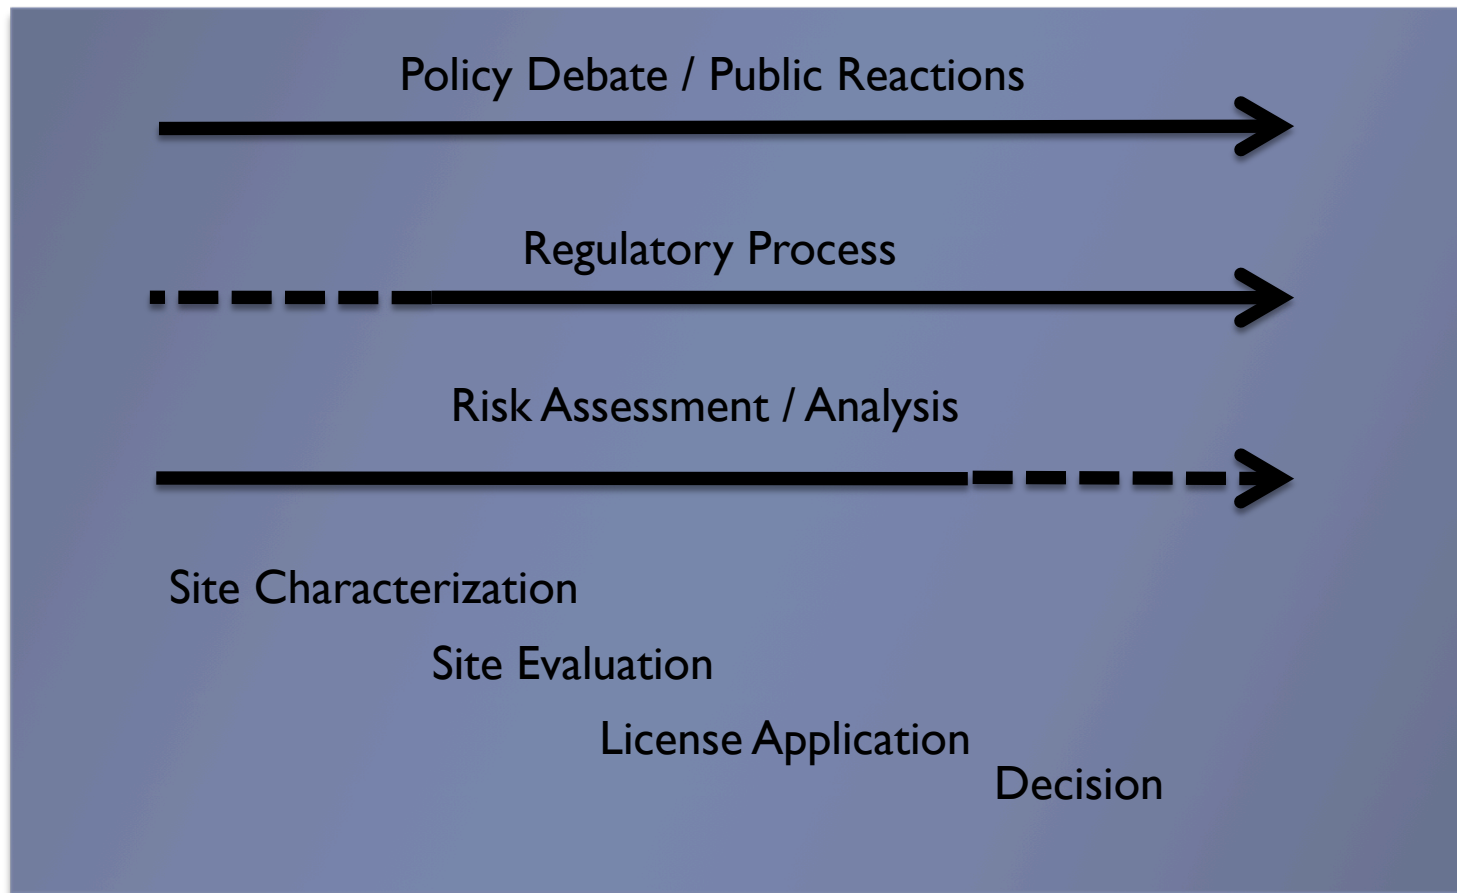 Policy Debate / Public Reactions
Regulatory Process
Risk Assessment / Analysis
Site Characterization
Site Evaluation
License Application
Decision